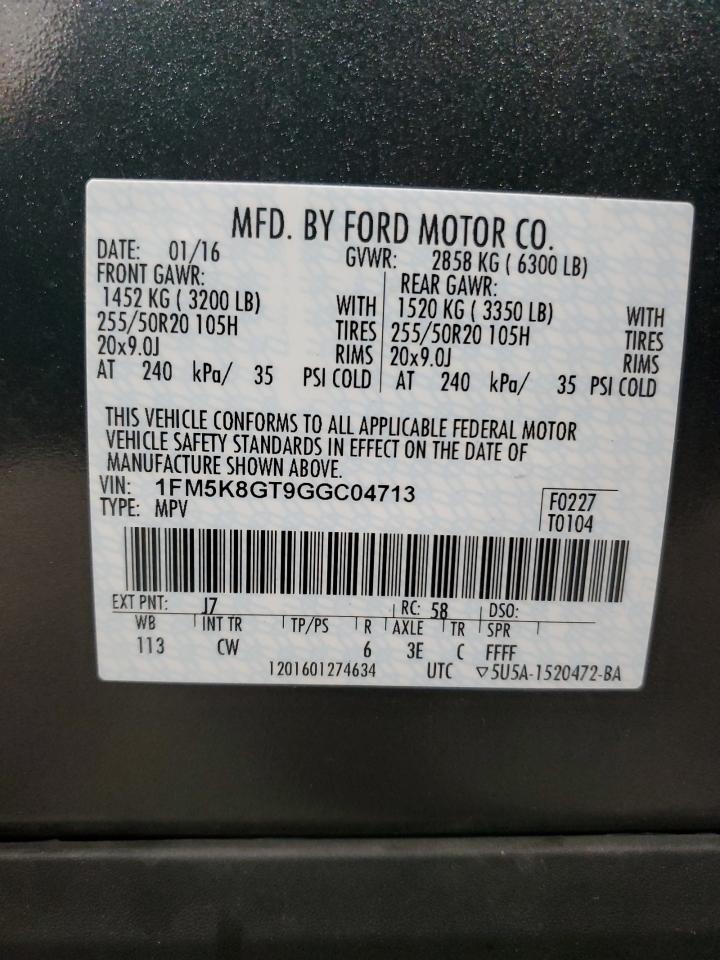 MFD. BY FORD MOTOR CO.
DATE: 01/16 GVWR: 2858 KG ( 6300 LB)
FRONT GAWR: REAR GAWR:
1452 KG ( 3200 LB) WITH 1520 KG ( 3350 LB) WITH
255/50R20 105H TIRES 255/50R20 105H TIRES
20x9.0J RIMS 20x9.0J RIMS
AT 240 kPa/ 35 PSI COLD AT 240 kPa/ 35 PSI COLD
THIS VEHICLE CONFORMS TO ALL APPLICABLE FEDERAL MOTOR
VEHICLE SAFETY STANDARDS IN EFFECT ON THE DATE OF
MANUFACTURE SHOWN ABOVE.
VIN: 1FM5K8GT9GGC04713 F0227
TYPE: MPV T0104
EXT PNT: J7 RC: 58 DSO:
WB INT TR TP/PS R AXLE TR SPR
113 CW 6 3E C FFFF
1201601274634 UTC ▽5U5A-1520472-BA